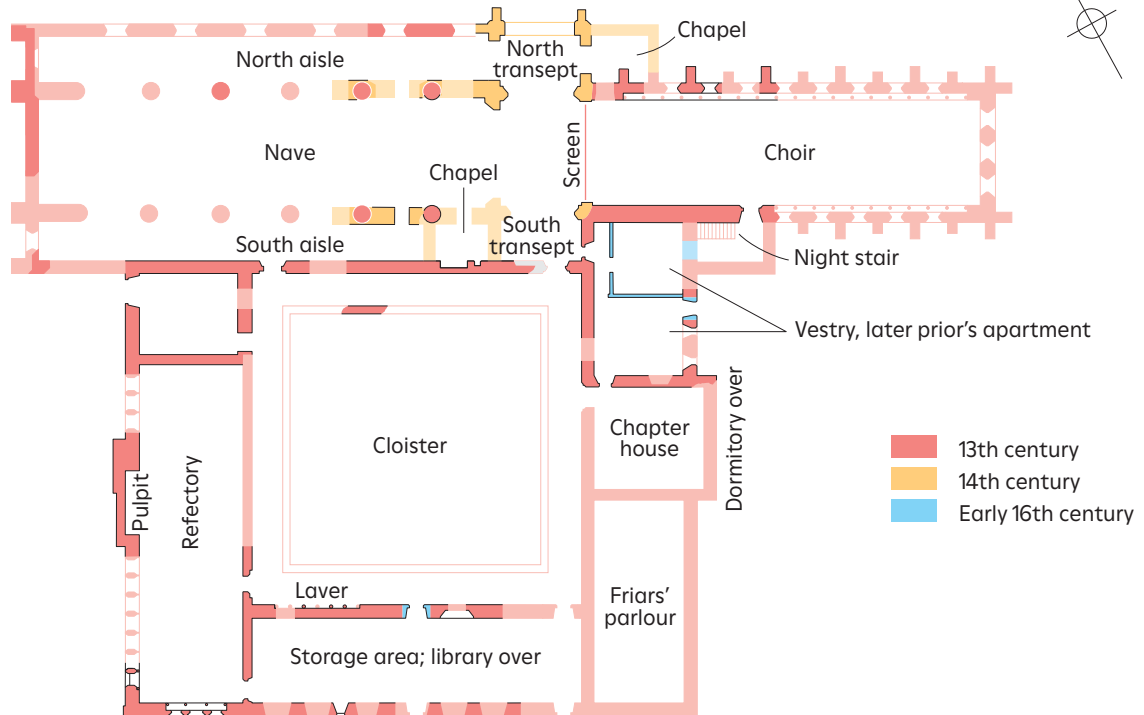 Chapel
North aisle
North
transept
Nave
Chapel
Screen
Choir
South aisle
South
transept
Night stair
Vestry, later prior's apartment
Cloister
Chapter
house
Dormitory over
13th century
14th century
Early 16th century
Pulpit
Refectory
Laver
Friars'
parlour
Storage area; library over